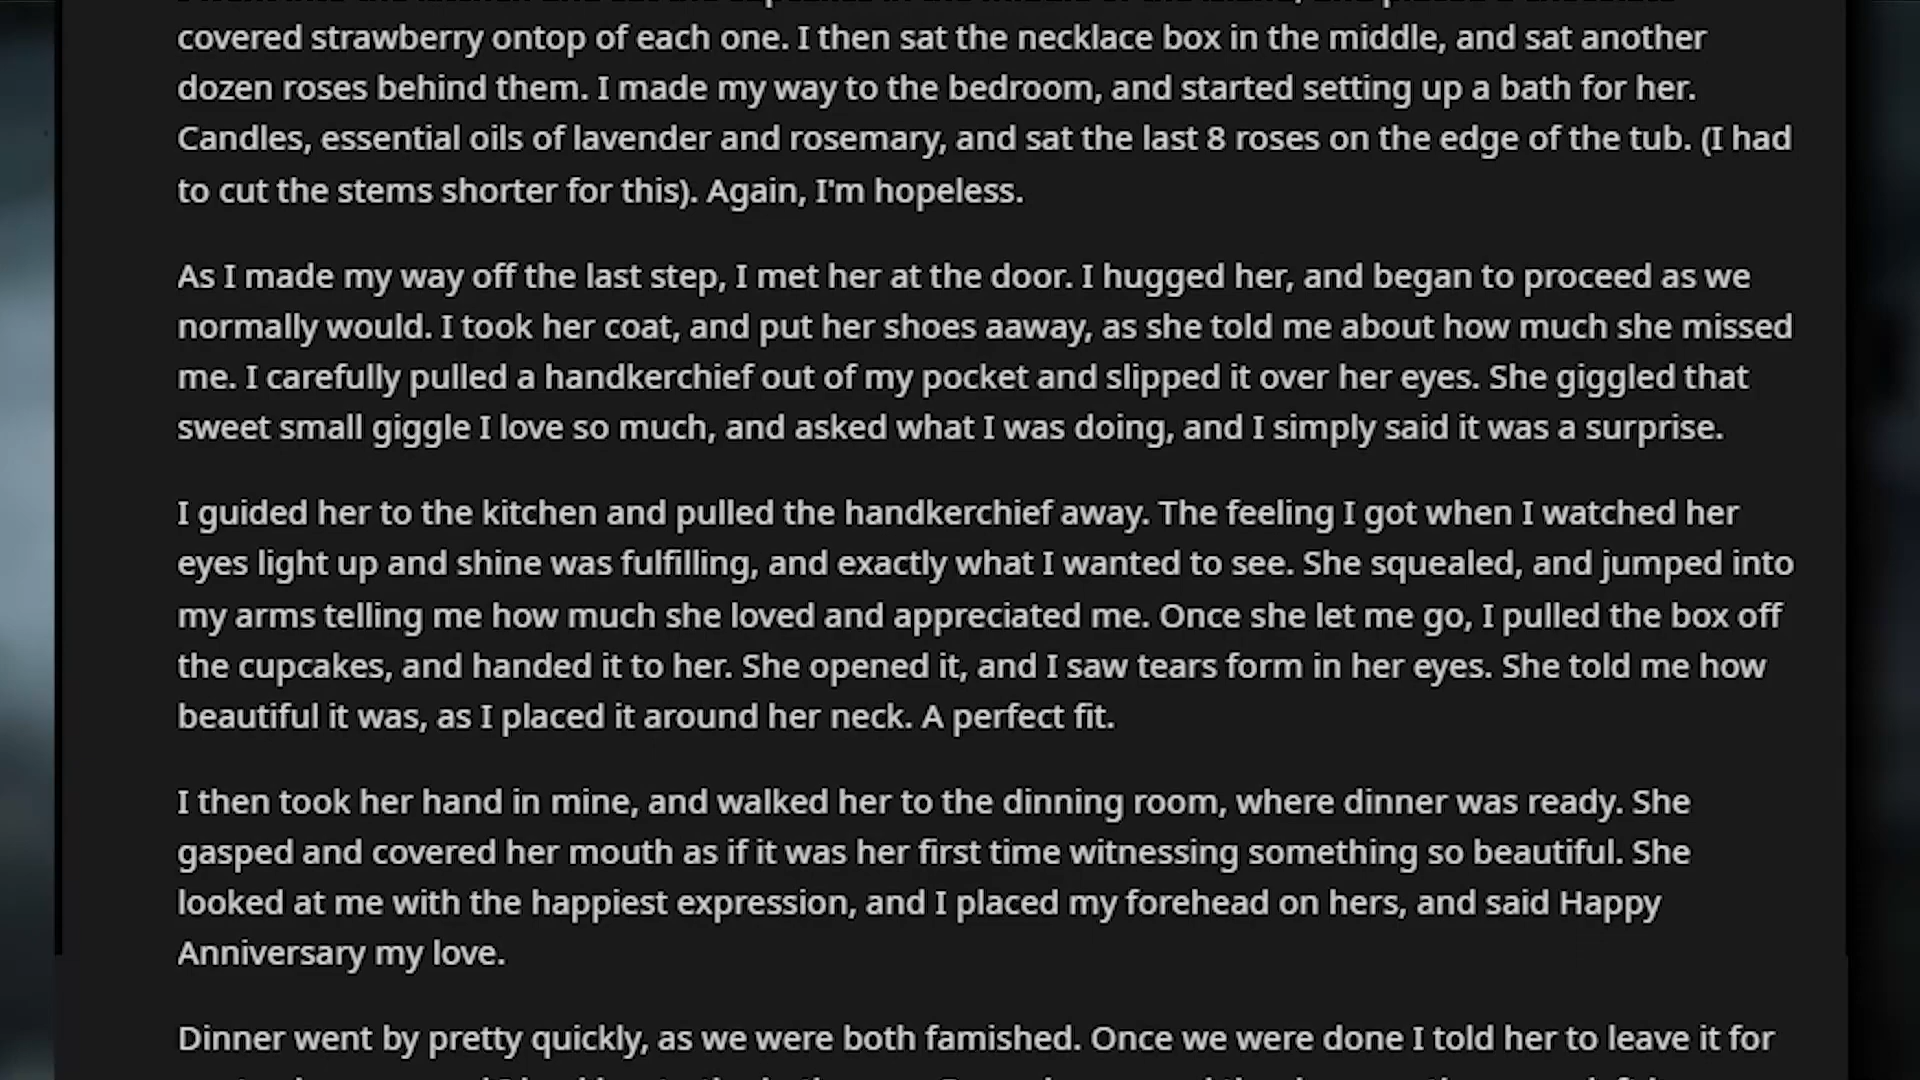 covered strawberry ontop of each one. I then sat the necklace box in the middle, and sat another
dozen roses behind them. I made my way to the bedroom, and started setting up a bath for her.
Candles, essential oils of lavender and rosemary, and sat the last 8 roses on the edge of the tub. (I had
to cut the stems shorter for this). Again, I'm hopeless.
As I made my way off the last step, I met her at the door. I hugged her, and began to proceed as we
normally would. I took her coat, and put her shoes aaway, as she told me about how much she missed
me. I carefully pulled a handkerchief out of my pocket and slipped it over her eyes. She giggled that
sweet small giggle I love so much, and asked what I was doing, and I simply said it was a surprise.
I guided her to the kitchen and pulled the handkerchief away. The feeling I got when I watched her
eyes light up and shine was fulfilling, and exactly what I wanted to see. She squealed, and jumped into
my arms telling me how much she loved and appreciated me. Once she let me go, I pulled the box off
the cupcakes, and handed it to her. She opened it, and I saw tears form in her eyes. She told me how
beautiful it was, as I placed it around her neck. A perfect fit.
I then took her hand in mine, and walked her to the dinning room, where dinner was ready. She
gasped and covered her mouth as if it was her first time witnessing something so beautiful. She
looked at me with the happiest expression, and I placed my forehead on hers, and said Happy
Anniversary my love.
Dinner went by pretty quickly, as we were both famished. Once we were done I told her to leave it for